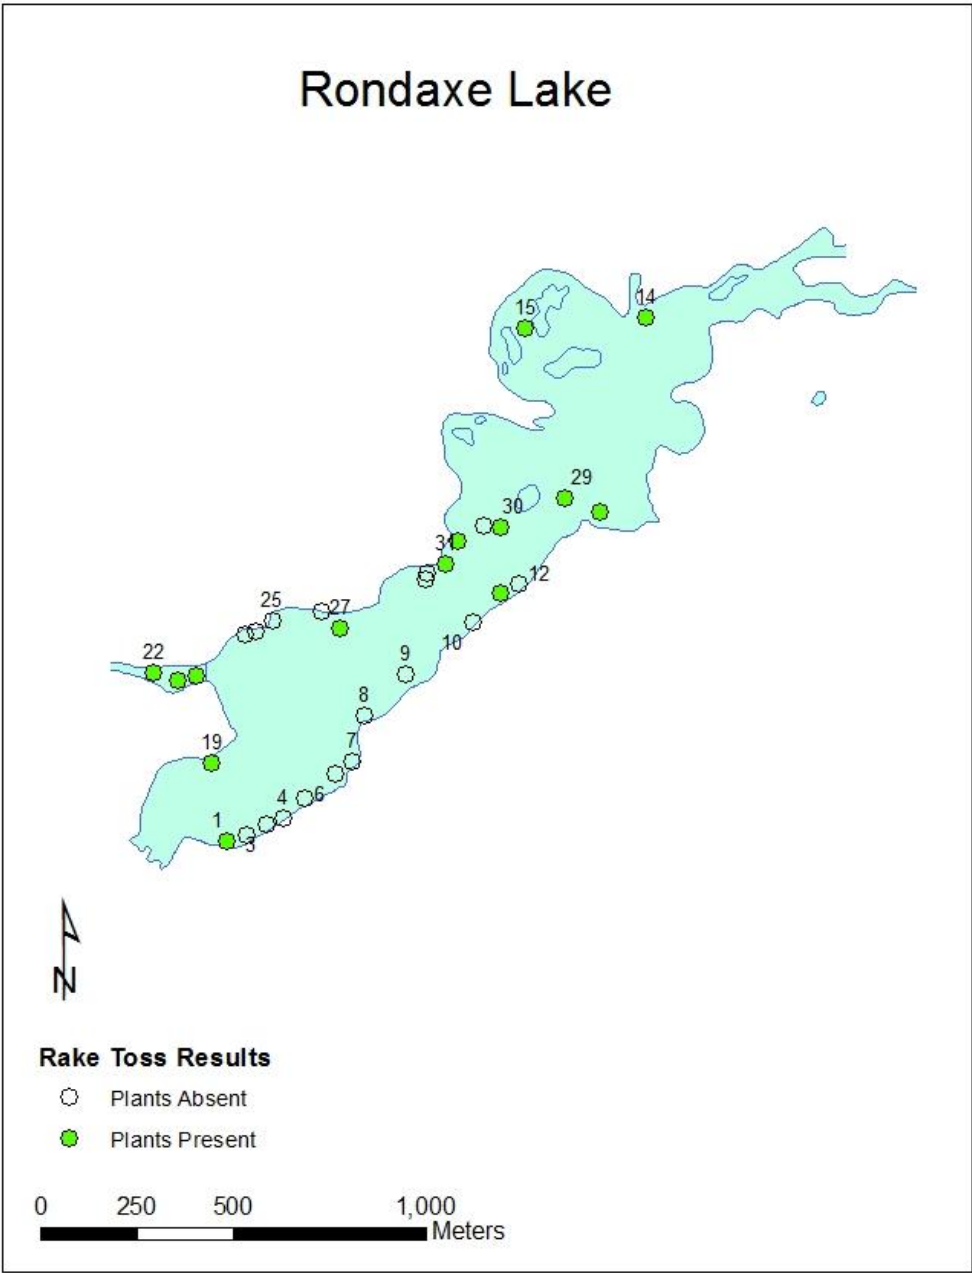 Rondaxe Lake
15
14
29
30
31
12
25
27
10
22
9
8
19
7
4
6
1
3
N
Rake Toss Results
Plants Absent
Plants Present
0 250 500 1,000
Meters